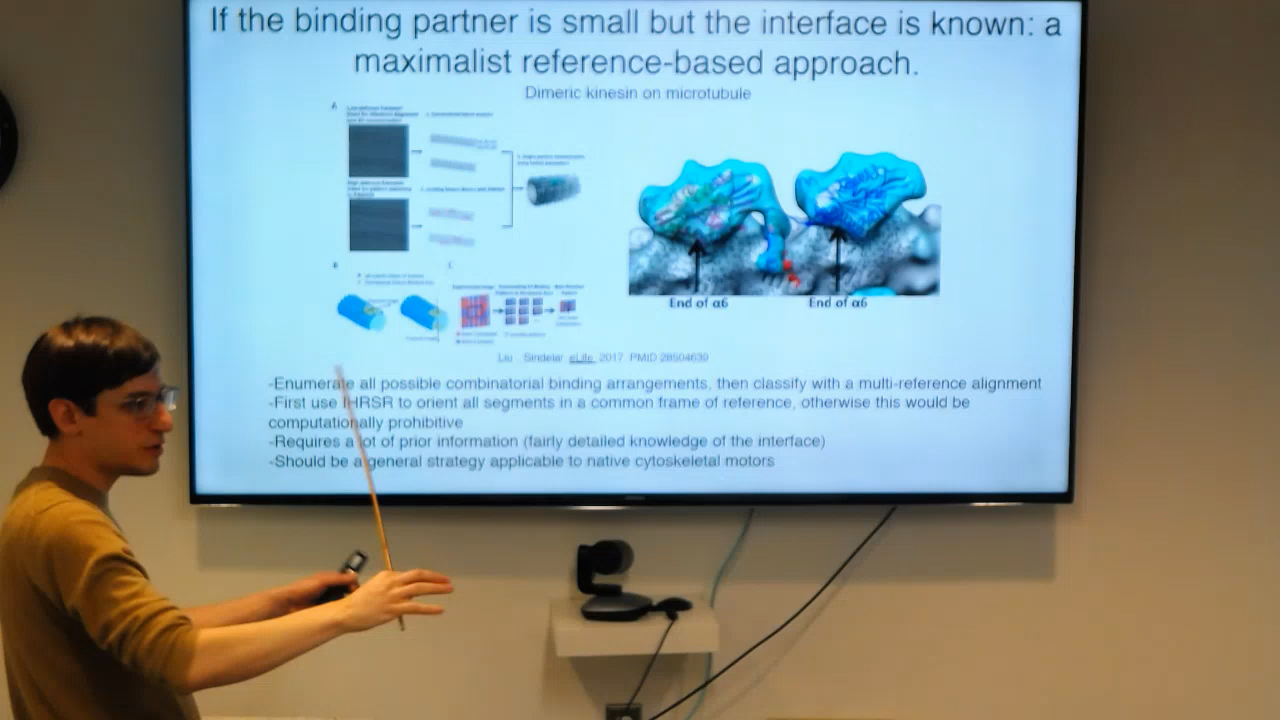 If the binding partner is small but the interface is known: a
maximalist reference-based approach.
Dimeric kinesin on microtubule
A
B
C
End of α6
End of α6
Liu Sindelar eLife 2017 PMID 28504639
-Enumerate all possible combinatorial binding arrangements, then classify with a multi-reference alignment
-First use IHRSR to orient all segments in a common frame of reference, otherwise this would be
computationally prohibitive
-Requires a lot of prior information (fairly detailed knowledge of the interface)
-Should be a general strategy applicable to native cytoskeletal motors